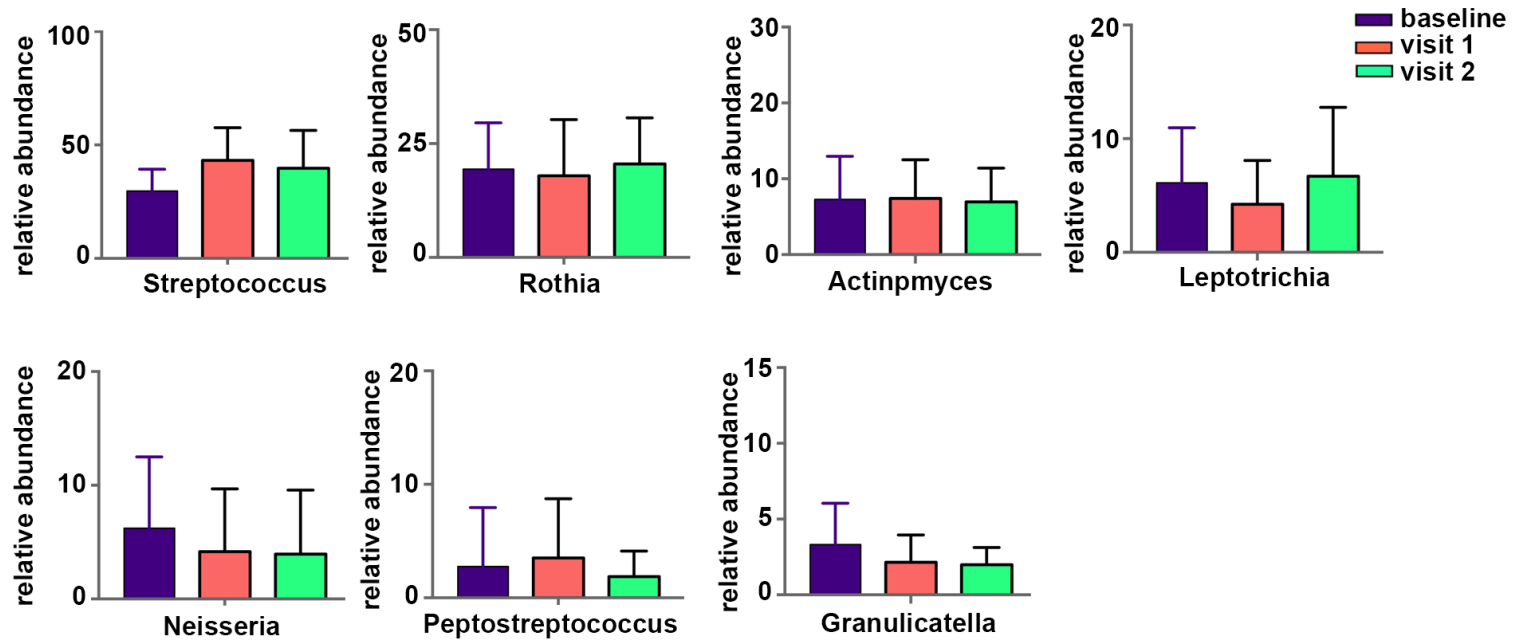 baseline
visit 1
visit 2
relative abundance
100
50
0
Streptococcus
relative abundance
50
25
0
Rothia
relative abundance
30
20
10
0
Actinpmyces
relative abundance
20
10
0
Leptotrichia
relative abundance
20
10
0
Neisseria
relative abundance
20
10
0
Peptostreptococcus
relative abundance
15
10
5
0
Granulicatella